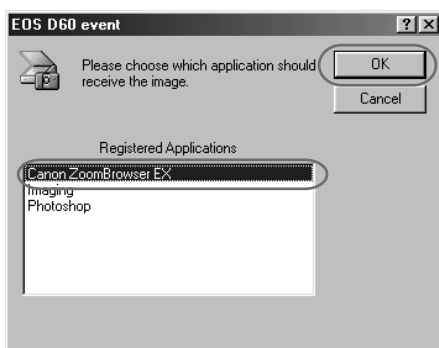 EOS D60 event
Please choose which application should
receive the image.
OK
Cancel
Registered Applications
Canon ZoomBrowser EX
Imaging
Photoshop